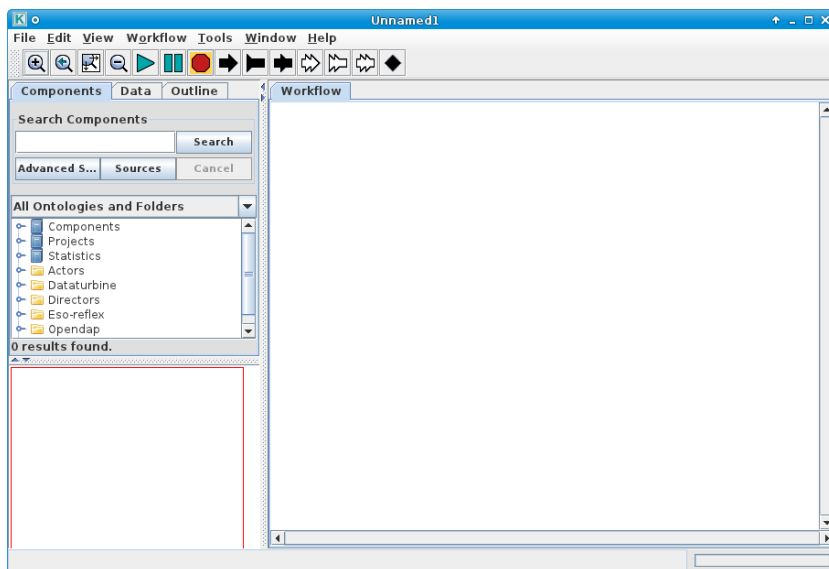 K Unnamed1
File Edit View Workflow Tools Window Help
Components Data Outline Workflow
Search Components
Search
Advanced S... Sources Cancel
All Ontologies and Folders
Components
Projects
Statistics
Actors
Dataturbine
Directors
Eso-reflex
Opendap
0 results found.